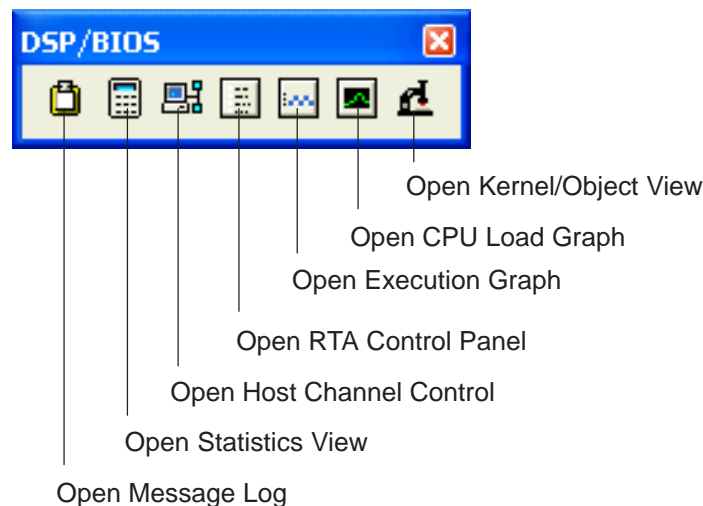 DSP/BIOS
Open Kernel/Object View
Open CPU Load Graph
Open Execution Graph
Open RTA Control Panel
Open Host Channel Control
Open Statistics View
Open Message Log